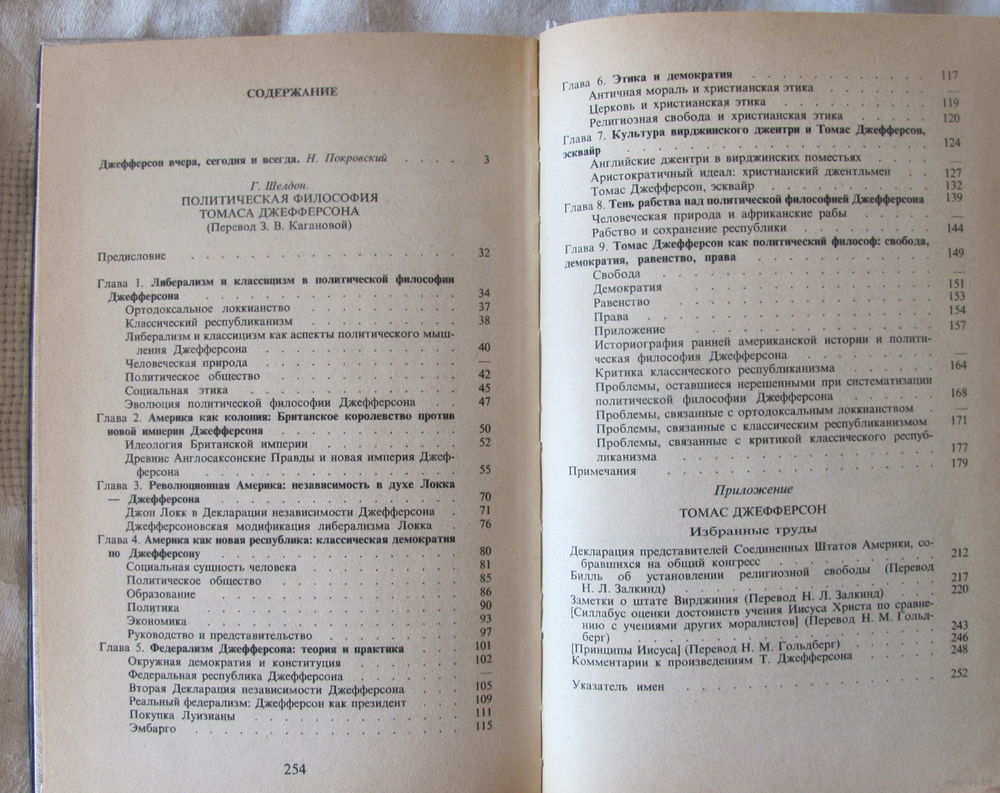 СОДЕРЖАНИЕ
Джефферсон вчера, сегодня и всегда. Н. Покровский . . . . 3
Г. Шелдон.
ПОЛИТИЧЕСКАЯ ФИЛОСОФИЯ
ТОМАСА ДЖЕФФЕРСОНА
(Перевод З. В. Кагановой)
Предисловие 32
Глава 1. Либерализм и классицизм в политической философии
Джефферсона 34
Ортодоксальное локкианство 37
Классический республиканизм 38
Либерализм и классицизм как аспекты политического мыш-
ления Джефферсона 40
Человеческая природа —
Политическое общество 42
Социальная этика 45
Эволюция политической философии Джефферсона 47
Глава 2. Америка как колония: Британское королевство против
новой империи Джефферсона 50
Идеология Британской империи 52
Древние Англосаксонские Правды и новая империя Джеф-
ферсона 55
Глава 3. Революционная Америка: независимость в духе Локка
— Джефферсона 70
Джон Локк в Декларации независимости Джефферсона 71
Джефферсоновская модификация либерализма Локка 76
Глава 4. Америка как новая республика: классическая демократия
по Джефферсону 80
Социальная сущность человека 81
Политическое общество 85
Образование 86
Политика 90
Экономика 93
Руководство и представительство 97
Глава 5. Федерализм Джефферсона: теория и практика 101
Окружная демократия и конституция 102
Федеральная республика Джефферсона —
Вторая Декларация независимости Джефферсона 105
Реальный федерализм: Джефферсон как президент 109
Покупка Луизианы 111
Эмбарго 115
254
Глава 6. Этика и демократия 117
Античная мораль и христианская этика —
Церковь и христианская этика 119
Религиозная свобода и христианская этика 120
Глава 7. Культура вирджинского джентри и Томас Джефферсон,
эсквайр 124
Английские джентри в вирджинских поместьях —
Аристократичный идеал: христианский джентльмен 127
Томас Джефферсон, эсквайр 132
Глава 8. Тень рабства над политической философией Джефферсона 139
Человеческая природа и африканские рабы —
Рабство и сохранение республики 144
Глава 9. Томас Джефферсон как политический философ: свобода,
демократия, равенство, права 149
Свобода —
Демократия 151
Равенство 153
Права 154
Приложение 157
Историография ранней американской истории и полити-
ческая философия Джефферсона —
Критика классического республиканизма 164
Проблемы, оставшиеся нерешенными при систематизации
политической философии Джефферсона 168
Проблемы, связанные с ортодоксальным локкианством —
Проблемы, связанные с классическим республиканизмом 171
Проблемы, связанные с критикой классического респуб-
ликанизма 177
Примечания 179
Приложение
ТОМАС ДЖЕФФЕРСОН
Избранные труды
Декларация представителей Соединенных Штатов Америки, со-
бравшихся на общий конгресс 212
Билль об установлении религиозной свободы (Перевод
Н. Л. Залкинд) 217
Заметки о штате Вирджиния (Перевод Н. Л. Залкинд) 220
[Силлабус оценки достоинств учения Иисуса Христа по сравне-
нию с учениями других моралистов] (Перевод Н. М. Гольд-
берг) 243
[Принципы Иисуса] (Перевод Н. М. Гольдберг) 246
Комментарии к произведениям Т. Джефферсона 248
Указатель имен 252